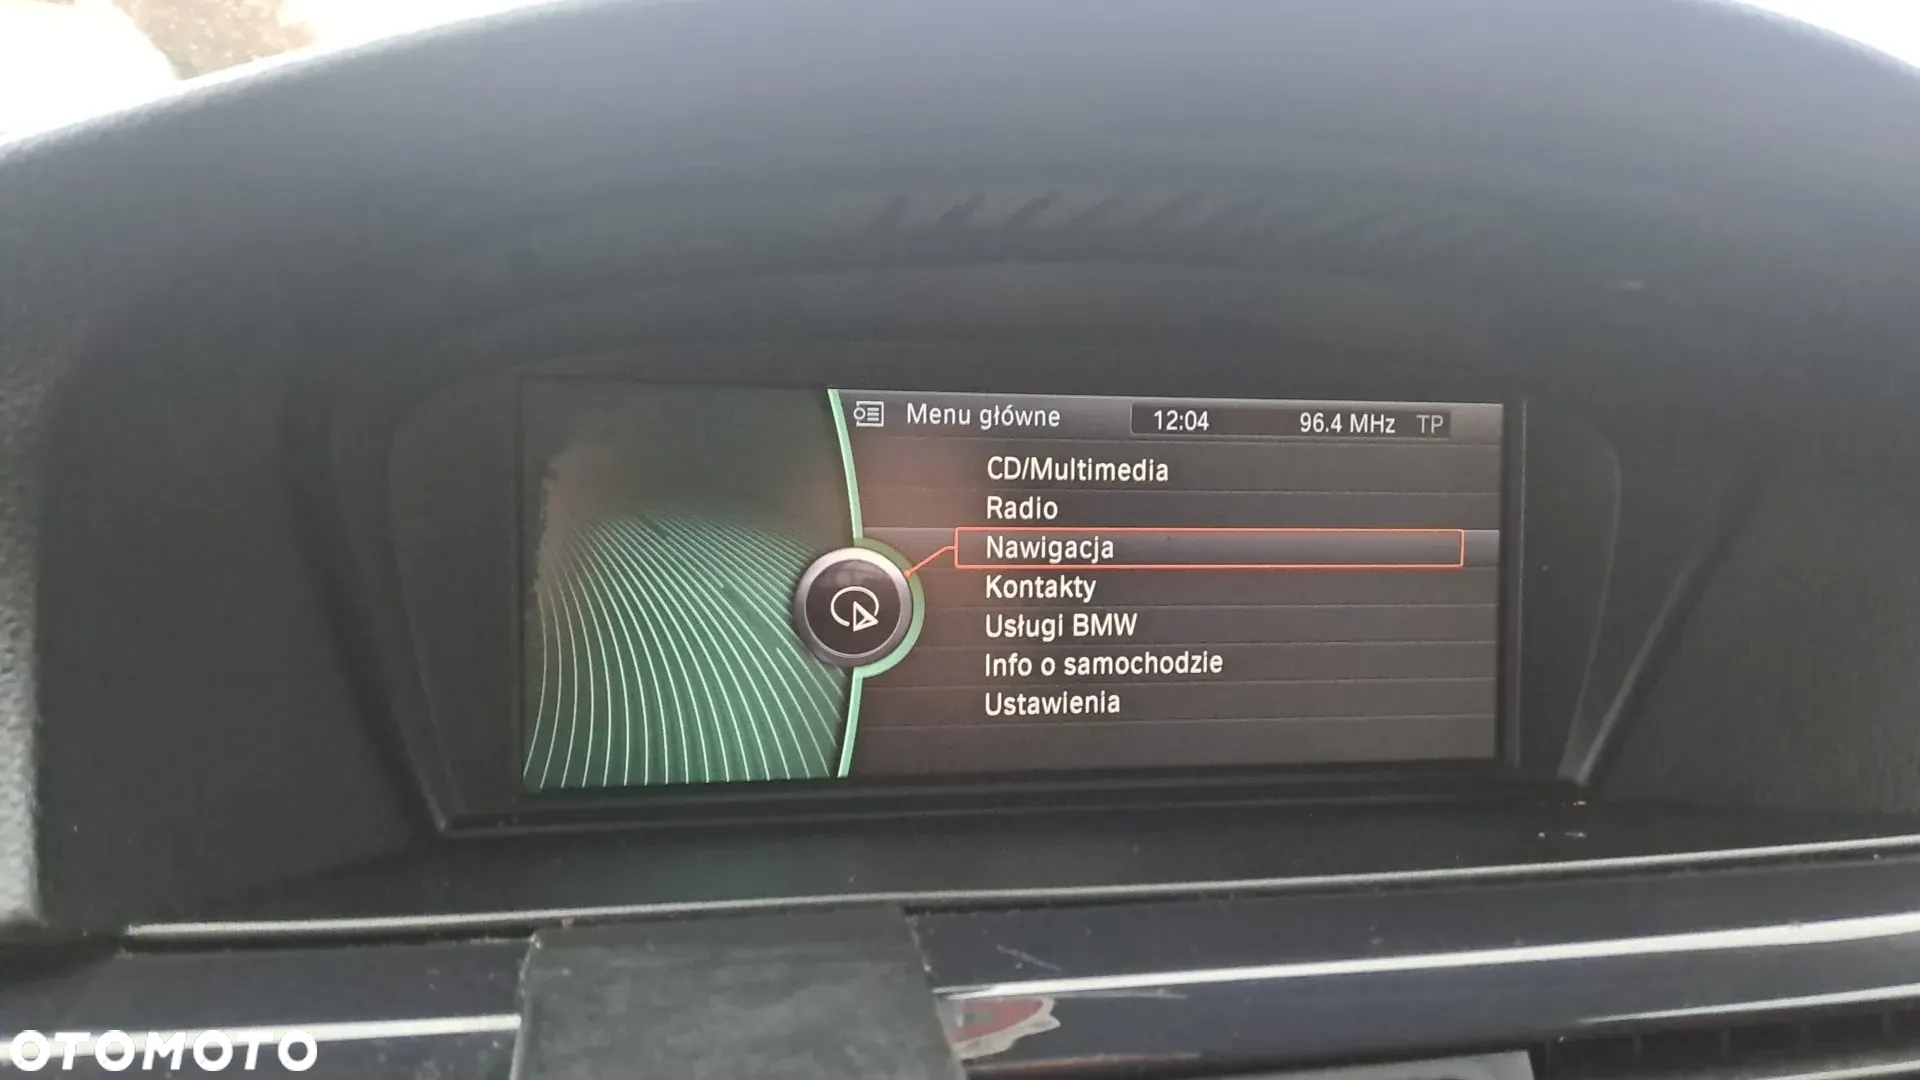 Menu główne 12:04 96.4 MHz TP
CD/Multimedia
Radio
Nawigacja
Kontakty
Usługi BMW
Info o samochodzie
Ustawienia
OTOMOTO